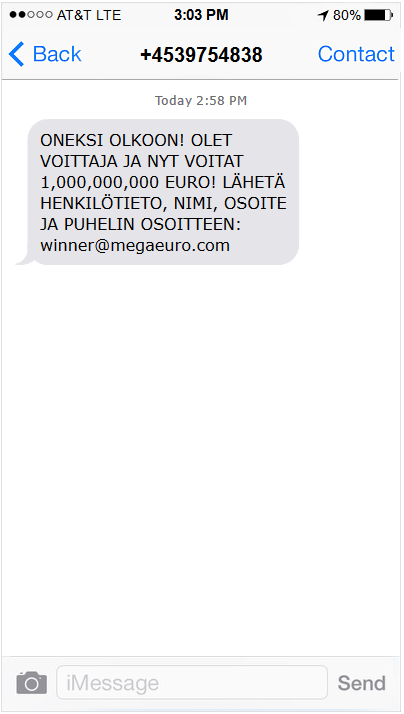 AT&T LTE 3:03 PM 80%
Back +4539754838 Contact
Today 2:58 PM
ONEKSI OLKOON! OLET
VOITTAJA JA NYT VOITAT
1,000,000,000 EURO! LÄHETÄ
HENKILÖTIETO, NIMI, OSOITE
JA PUHELIN OSOITTEEN:
winner@megaeuro.com
iMessage Send